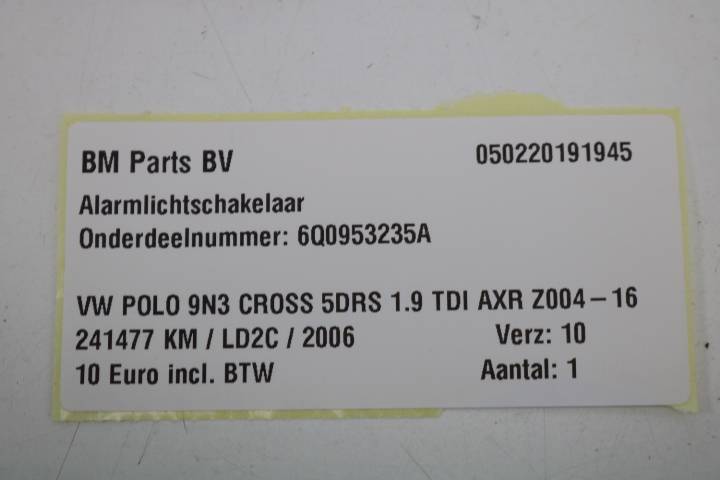 BM Parts BV 050220191945
Alarmlichtschakelaar
Onderdeelnummer: 6Q0953235A
VW POLO 9N3 CROSS 5DRS 1.9 TDI AXR Z004-16
241477 KM / LD2C / 2006 Verz: 10
10 Euro incl. BTW Aantal: 1